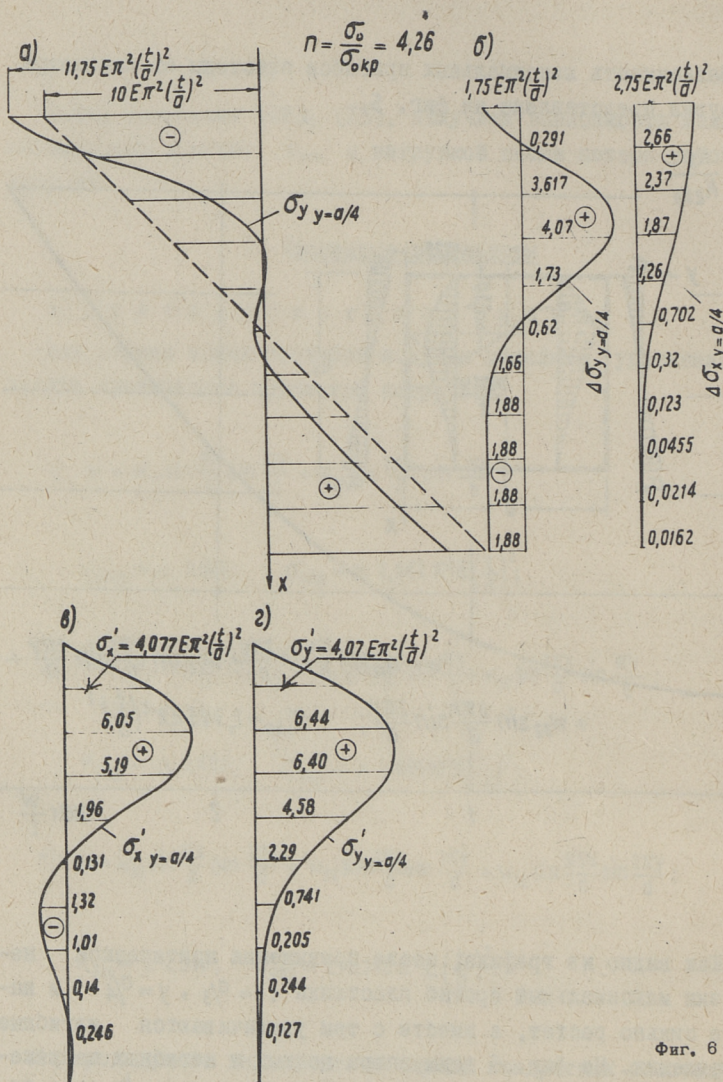 n = σ₀/σ₀кр = 4,26
а)
11,75 Eπ²(t/a)²
10 Eπ²(t/a)²
−
σy y=a/4
+
x
б)
1,75 Eπ²(t/a)²
0,291
3,617
4,07 +
1,73
0,62
1,66
1,88
1,88
−
1,88
1,88
Δσy y=a/4
2,75 Eπ²(t/a)²
2,66
+
2,37
1,87
1,26
0,702
0,32
0,123
0,0455
0,0214
0,0162
Δσx y=a/4
в)
σx' = 4,077 Eπ²(t/a)²
6,05
+
5,19
1,96
σx' y=a/4
0,131
1,32
−
1,01
0,14
0,246
г)
σy' = 4,07 Eπ²(t/a)²
6,44
+
6,40
4,58
σy' y=a/4
2,29
0,741
0,205
0,244
0,127
Фиг. 6